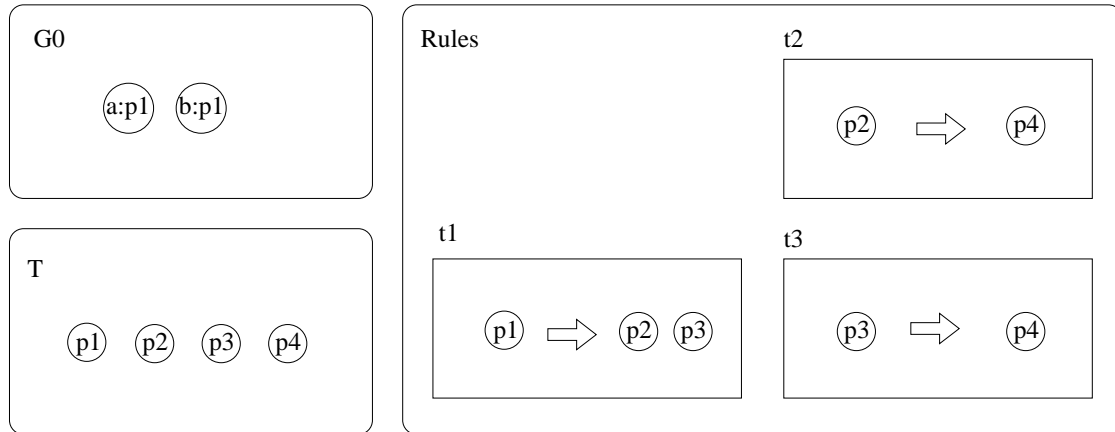 G0
a:p1 b:p1
T
p1 p2 p3 p4
Rules
t1
p1 p2 p3
t2
p2 p4
t3
p3 p4